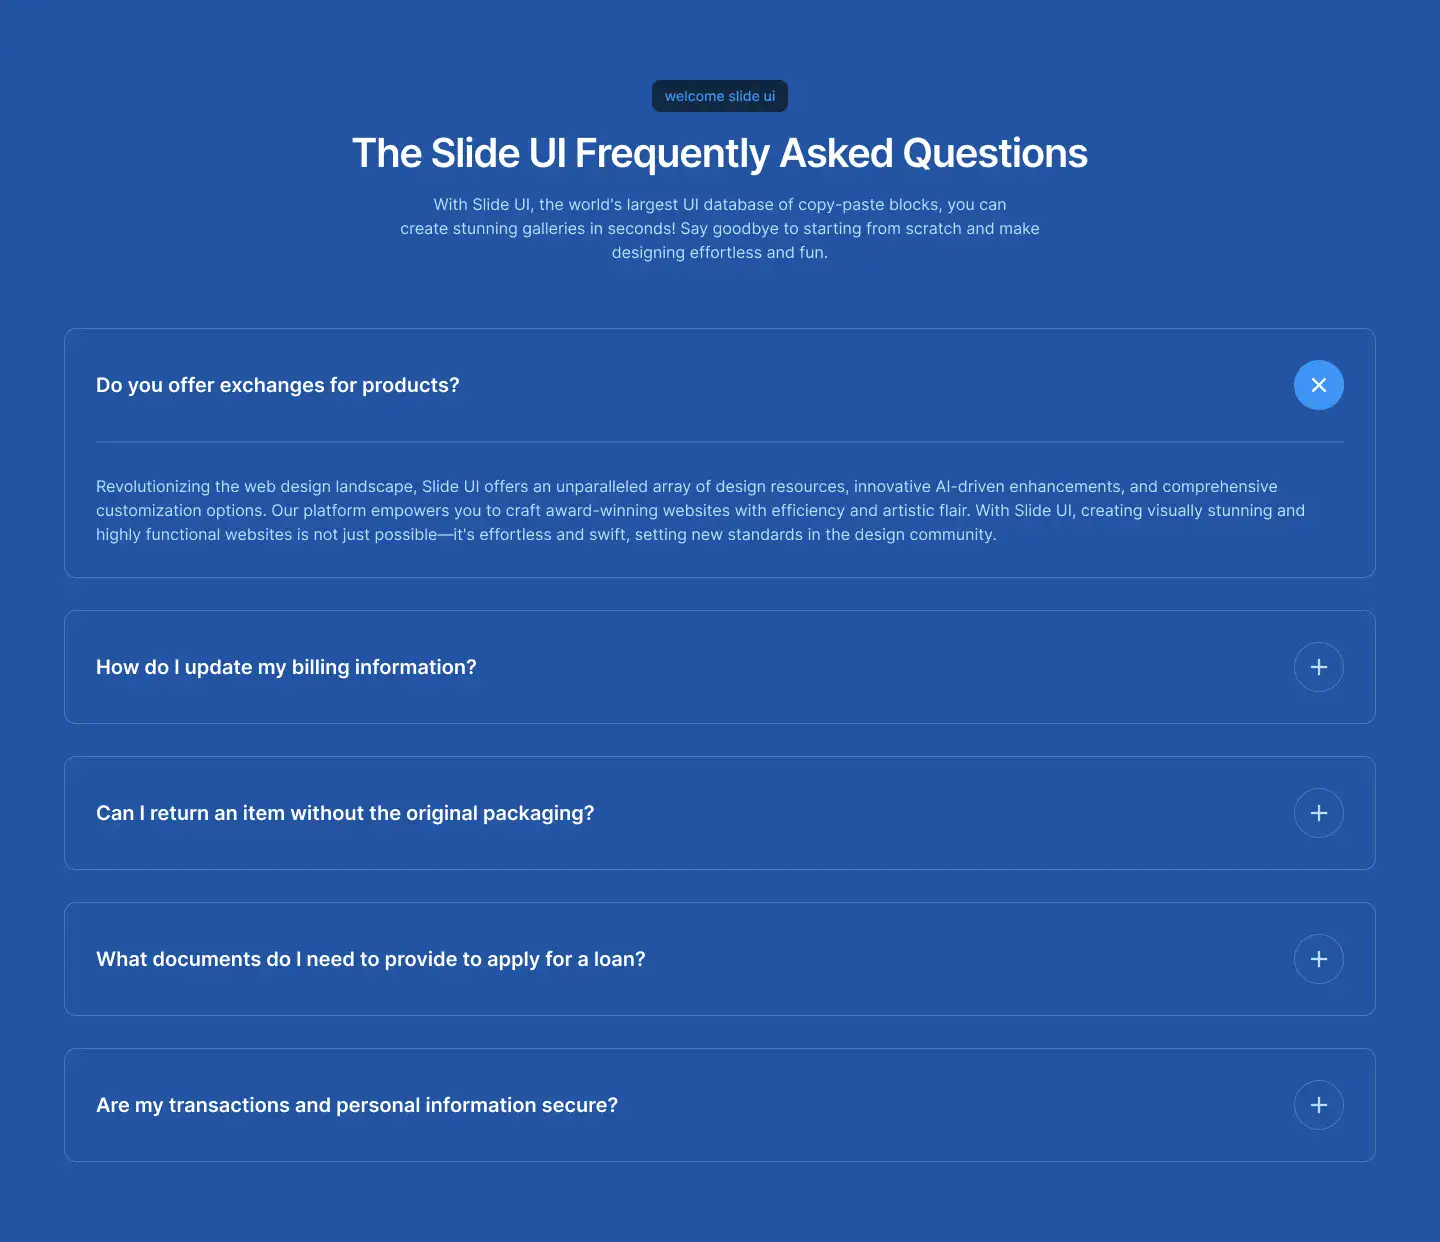 welcome slide ui
The Slide UI Frequently Asked Questions
With Slide UI, the world's largest UI database of copy-paste blocks, you can
create stunning galleries in seconds! Say goodbye to starting from scratch and make
designing effortless and fun.
Do you offer exchanges for products?
Revolutionizing the web design landscape, Slide UI offers an unparalleled array of design resources, innovative AI-driven enhancements, and comprehensive
customization options. Our platform empowers you to craft award-winning websites with efficiency and artistic flair. With Slide UI, creating visually stunning and
highly functional websites is not just possible—it's effortless and swift, setting new standards in the design community.
How do I update my billing information?
Can I return an item without the original packaging?
What documents do I need to provide to apply for a loan?
Are my transactions and personal information secure?